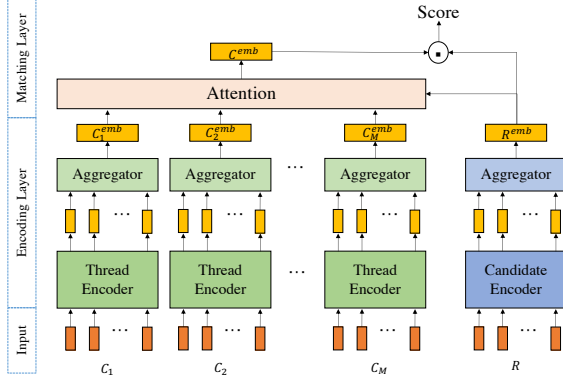 Score
Matching Layer
C^emb
Attention
C_1^emb
C_2^emb
C_M^emb
R^emb
Encoding Layer
Aggregator
Aggregator
...
Aggregator
Aggregator
...
...
...
...
Thread
Encoder
Thread
Encoder
...
Thread
Encoder
Candidate
Encoder
Input
...
...
...
...
C_1
C_2
C_M
R